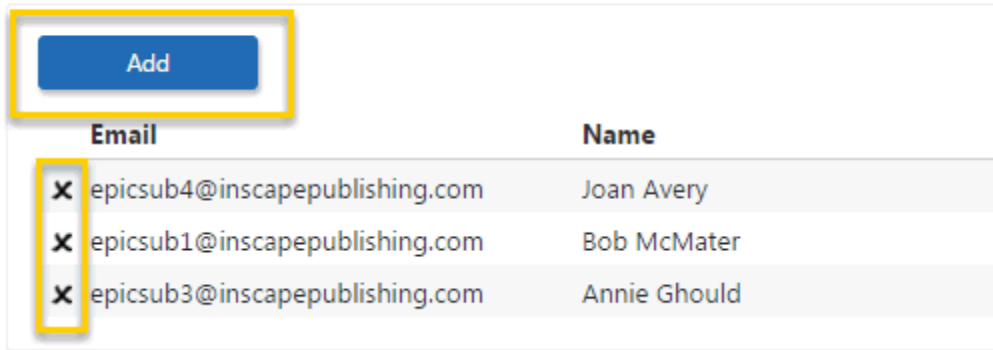 Add
Email Name
epicsub4@inscapepublishing.com Joan Avery
epicsub1@inscapepublishing.com Bob McMater
epicsub3@inscapepublishing.com Annie Ghould